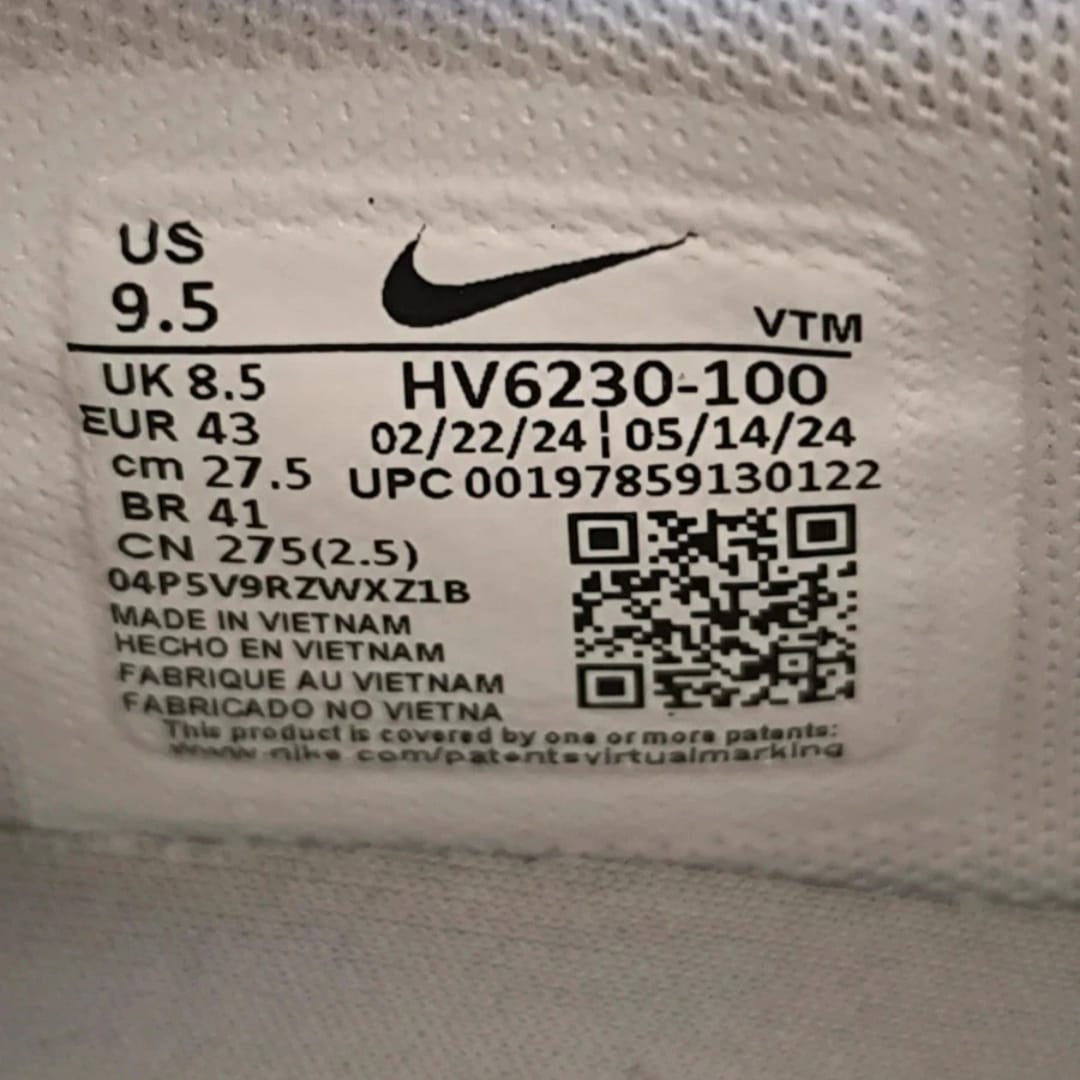 US
9.5
VTM
UK 8.5
HV6230-100
EUR 43
02/22/24 ¦ 05/14/24
cm 27.5
UPC 00197859130122
BR 41
CN 275(2.5)
04P5V9RZWXZ1B
MADE IN VIETNAM
HECHO EN VIETNAM
FABRIQUE AU VIETNAM
FABRICADO NO VIETNA
This product is covered by one or more patents:
www.nike.com/patentsvirtualmarking